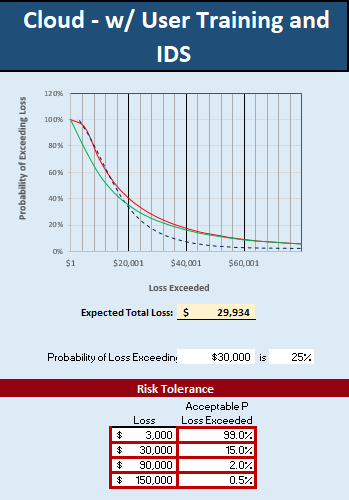 Cloud - w/ User Training and
IDS
120%
100%
80%
60%
40%
20%
0%
Probability of Exceeding Loss
$1 $20,001 $40,001 $60,001
Loss Exceeded
Expected Total Loss: $ 29,934
Probability of Loss Exceeding $30,000 is 25%
Risk Tolerance
Acceptable P
Loss Loss Exceeded
$ 3,000 99.0%
$ 30,000 15.0%
$ 90,000 2.0%
$ 150,000 0.5%